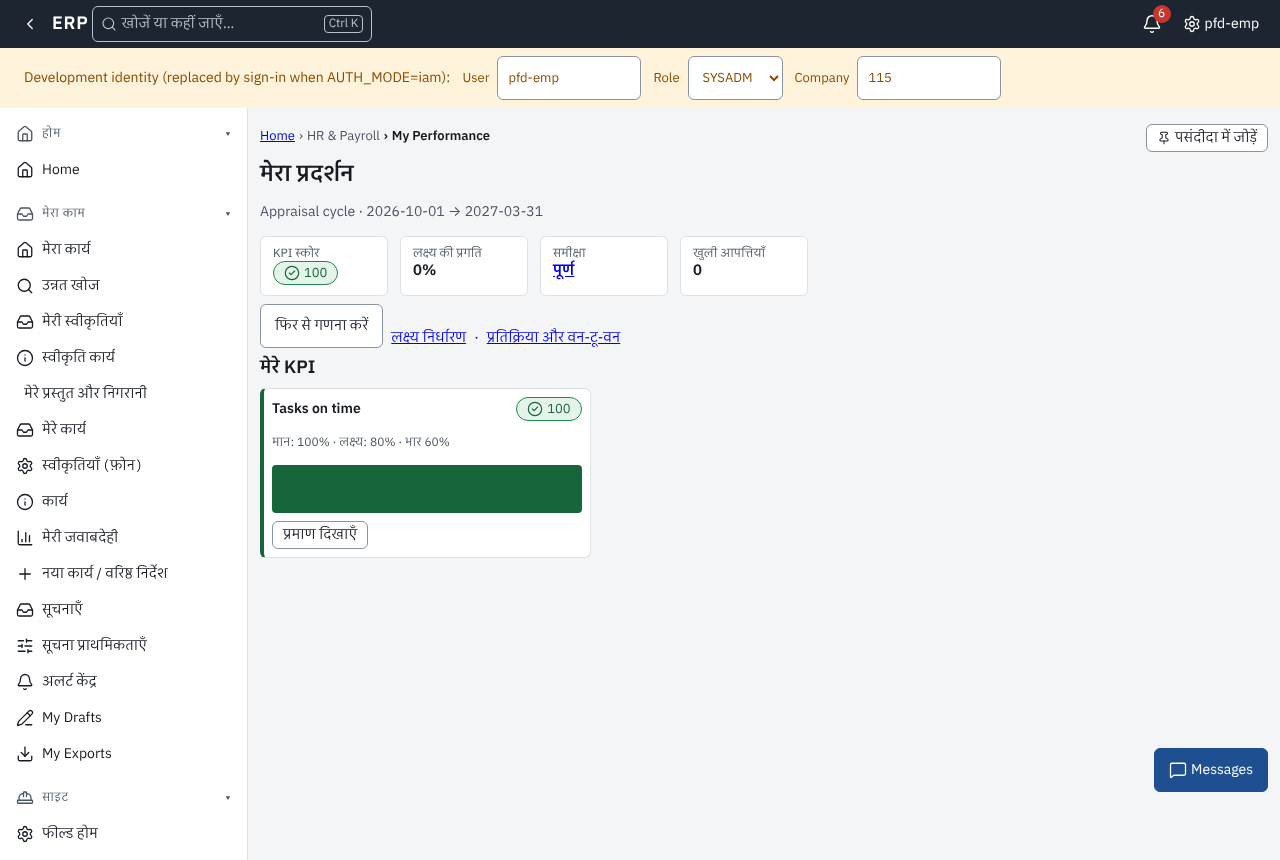 ERP
खोजें या कहीं जाएँ…
Ctrl K
6
pfd-emp
Development identity (replaced by sign-in when AUTH_MODE=iam):
User
pfd-emp
Role
SYSADM
Company
115
होम
Home
मेरा काम
मेरा कार्य
उन्नत खोज
मेरी स्वीकृतियाँ
स्वीकृति कार्य
मेरे प्रस्तुत और निगरानी
मेरे कार्य
स्वीकृतियाँ (फ़ोन)
कार्य
मेरी जवाबदेही
नया कार्य / वरिष्ठ निर्देश
सूचनाएँ
सूचना प्राथमिकताएँ
अलर्ट केंद्र
My Drafts
My Exports
साइट
फील्ड होम
Home › HR & Payroll › My Performance
पसंदीदा में जोड़ें
मेरा प्रदर्शन
Appraisal cycle · 2026-10-01 → 2027-03-31
KPI स्कोर
100
लक्ष्य की प्रगति
0%
समीक्षा
पूर्ण
खुली आपत्तियाँ
0
फिर से गणना करें
लक्ष्य निर्धारण · प्रतिक्रिया और वन-टू-वन
मेरे KPI
Tasks on time
100
मान: 100% · लक्ष्य: 80% · भार 60%
प्रमाण दिखाएँ
Messages